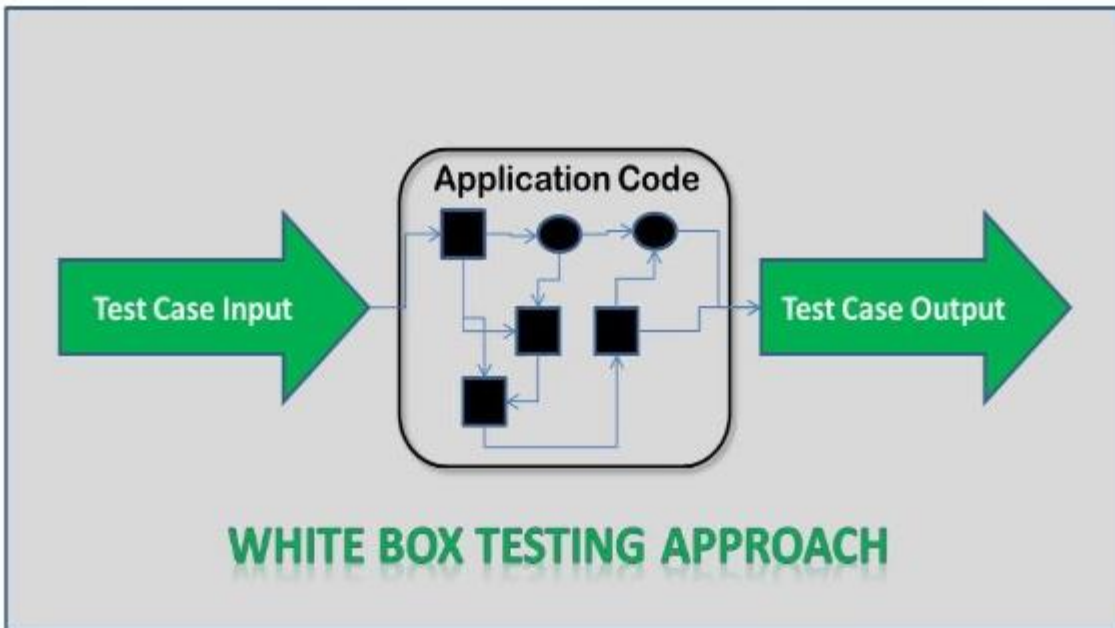 Application Code
Test Case Input
Test Case Output
WHITE BOX TESTING APPROACH